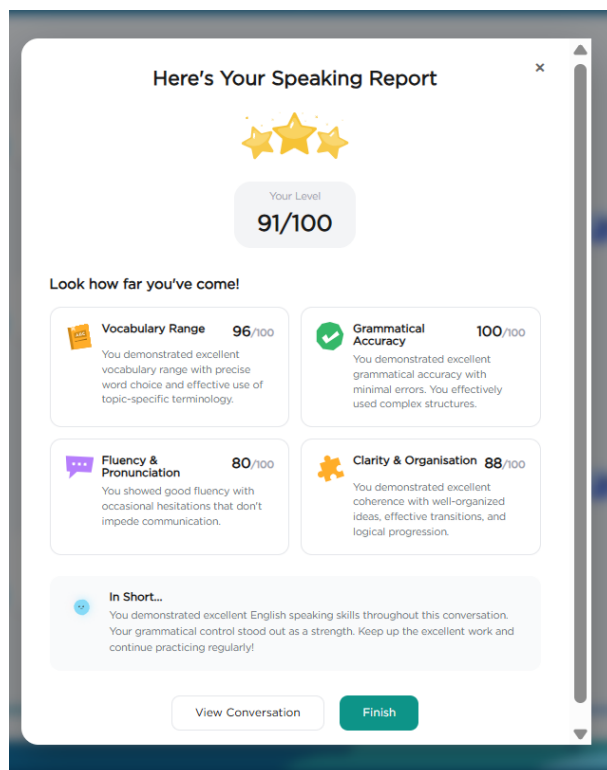 Here's Your Speaking Report
×
Your Level
91/100
Look how far you've come!
Vocabulary Range 96/100
You demonstrated excellent
vocabulary range with precise
word choice and effective use of
topic-specific terminology.
Grammatical
Accuracy 100/100
You demonstrated excellent
grammatical accuracy with
minimal errors. You effectively
used complex structures.
Fluency &
Pronunciation 80/100
You showed good fluency with
occasional hesitations that don't
impede communication.
Clarity & Organisation 88/100
You demonstrated excellent
coherence with well-organized
ideas, effective transitions, and
logical progression.
In Short...
You demonstrated excellent English speaking skills throughout this conversation.
Your grammatical control stood out as a strength. Keep up the excellent work and
continue practicing regularly!
View Conversation
Finish